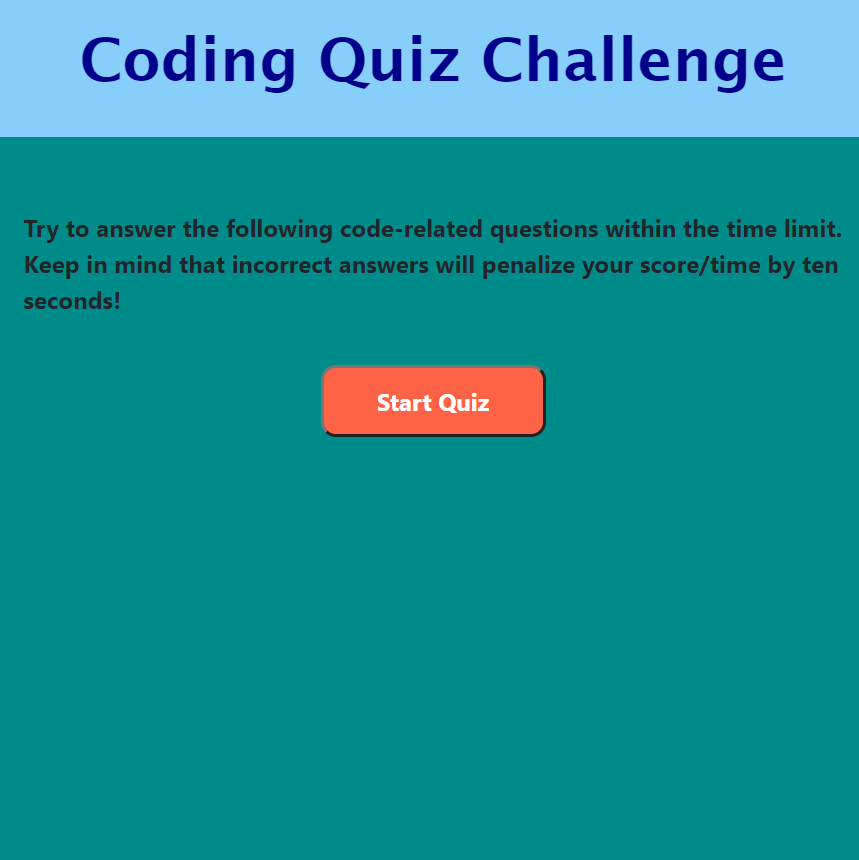 Coding Quiz Challenge
Try to answer the following code-related questions within the time limit.
Keep in mind that incorrect answers will penalize your score/time by ten
seconds!
Start Quiz